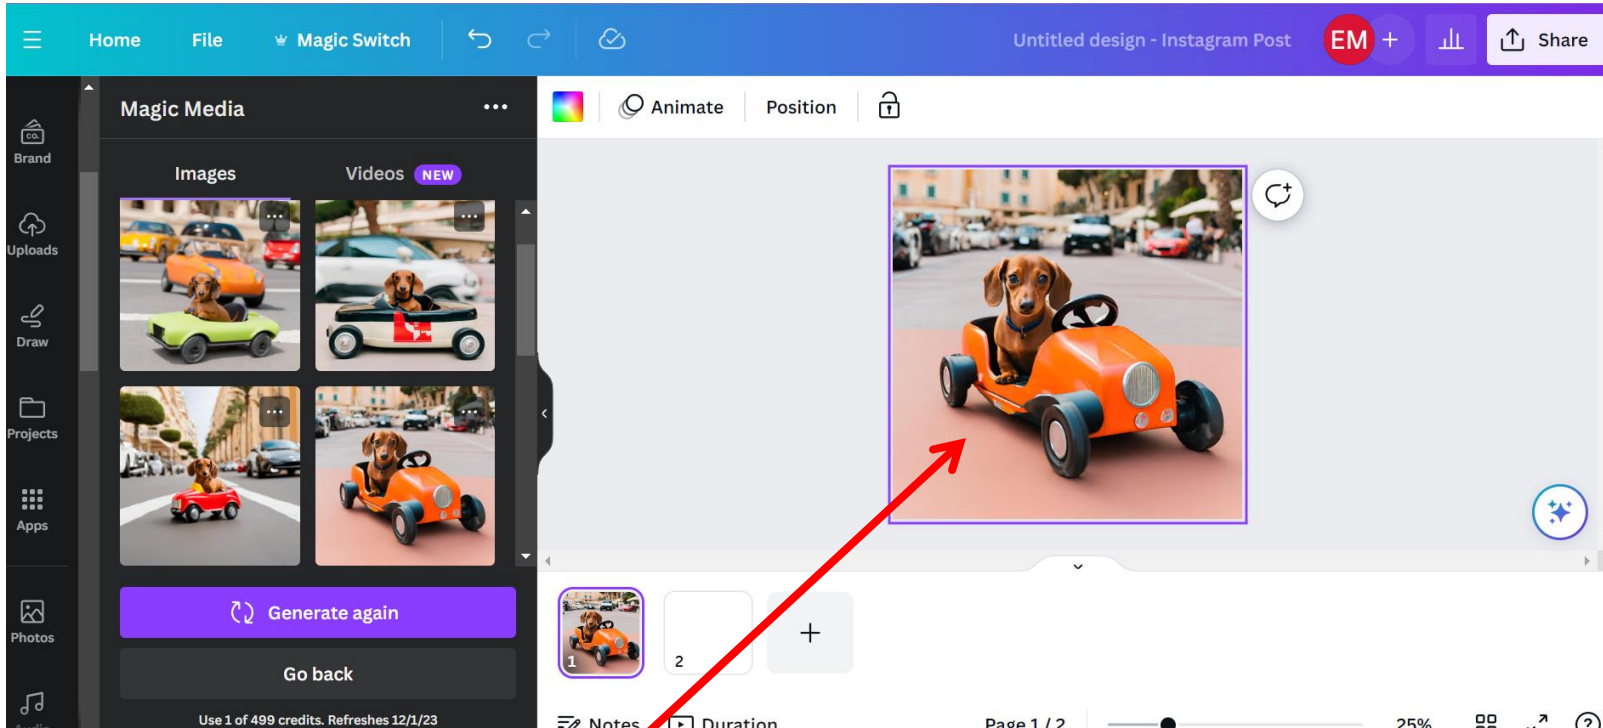 Home File Magic Switch Untitled design - Instagram Post EM + Share
Magic Media
Animate Position
CO.
Brand
Images Videos NEW
Uploads
Draw
Projects
Apps
Generate again
1 2 +
Photos
Go back
Use 1 of 499 credits. Refreshes 12/1/23
Audio
Notes Duration Page 1 / 2 25%